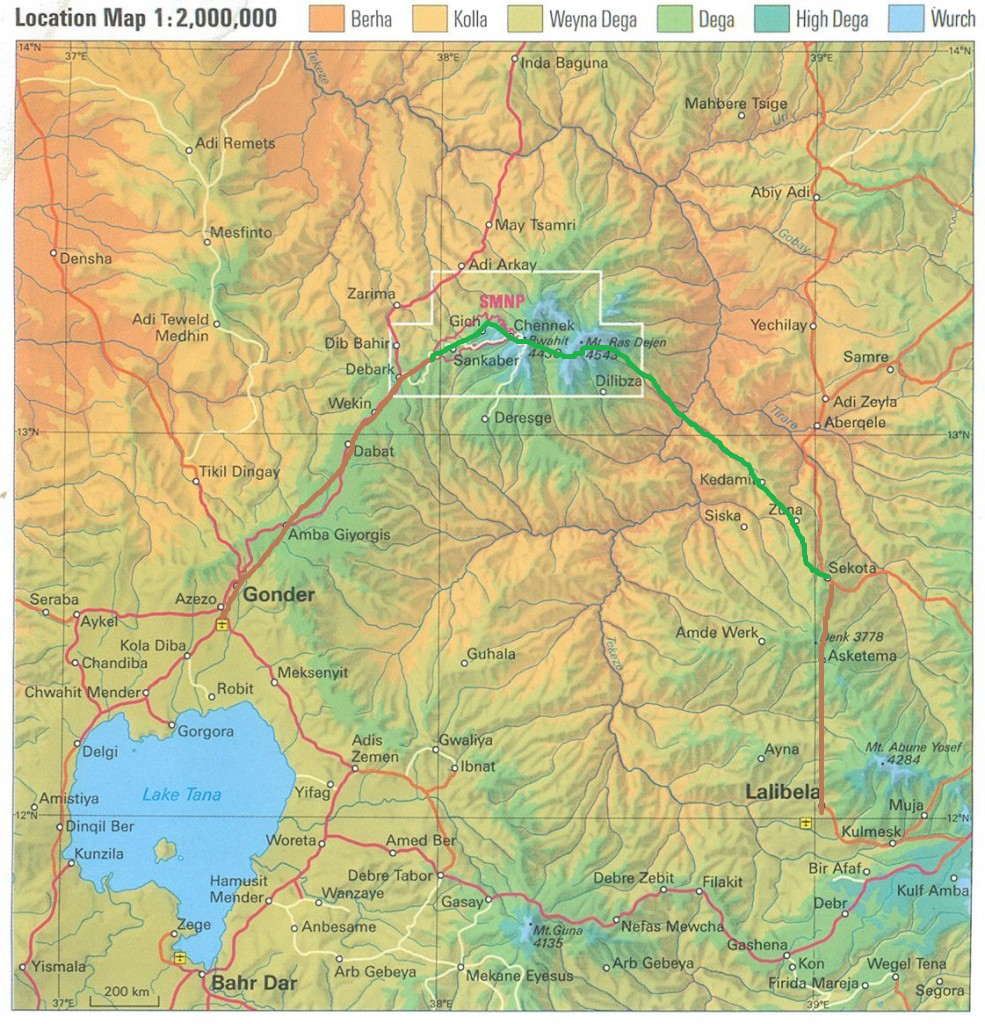 Location Map 1:2,000,000
Berha
Kolla
Weyna Dega
Dega
High Dega
Wurch
14°N
37°E
38°E
39°E
14°N
Tekeze
Inda Baguna
Mahbere Tsige
Uri
Adi Remets
Abiy Adi
May Tsamri
Mesfinto
Gobay
Densha
Adi Arkay
Zarima
SMNP
Adi Teweld
Medhin
Gich
Chennek
Yechilay
Dib Bahir
Bwahit
Mt. Ras Dejen
4543
Sankaber
Samre
Debark
Dilibza
Wekin
Adi Zeyla
Deresge
Tirare
Aberqele
13°N
13°N
Dabat
Tikil Dingay
Kedamit
Siska
Zuna
Amba Giyorgis
Sekota
Gonder
Seraba
Azezo
Aykel
Amde Werk
Denk 3778
Kola Diba
Tekeze
Guhala
Asketema
Chandiba
Meksenyit
Chwahit Mender
Robit
Gorgora
Delgi
Adis
Zemen
Gwaliya
Ayna
Mt. Abune Yosef
4284
Ibnat
Lake Tana
Yifag
Lalibela
Amistiya
Muja
12°N
12°N
Dinqil Ber
Kulmesk
Woreta
Amed Ber
Kunzila
Debre Tabor
Bir Afaf
Hamusit
Mender
Wanzaye
Debre Zebit
Filakit
Kulf Amba
Gasay
Debr
Zege
Anbesame
Mt.Guna
4135
Nefas Mewcha
Gashena
Yismala
Arb Gebeya
Mekane Eyesus
Arb Gebeya
Kon
Wegel Tena
Bahr Dar
Firida Mareja
Segora
200 km
37°E
38°E
39°E